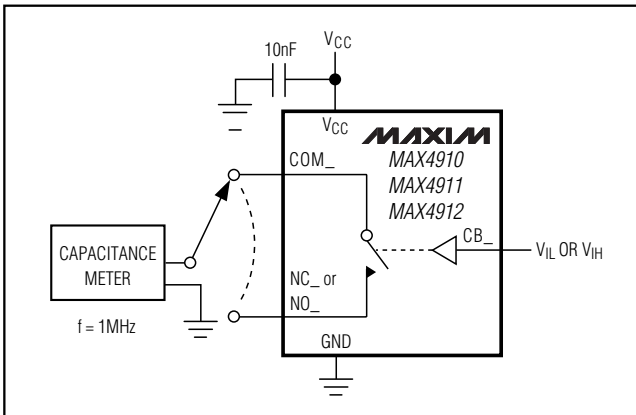 10nF
VCC
VCC
MAXIM
MAX4910
MAX4911
MAX4912
COM_
CB_
VIL OR VIH
CAPACITANCE
METER
NC_ or
NO_
f = 1MHz
GND